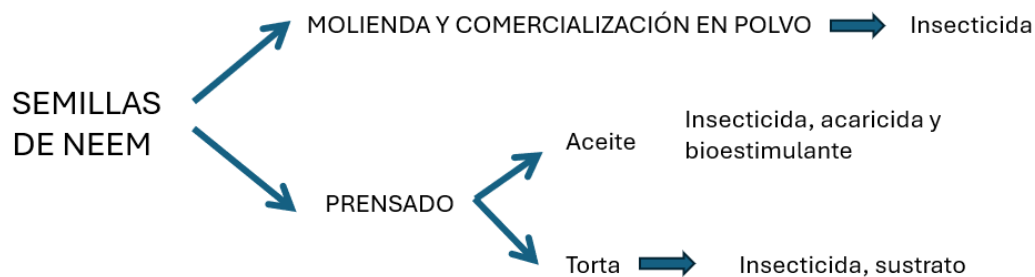 MOLIENDA Y COMERCIALIZACIÓN EN POLVO
Insecticida
SEMILLAS
DE NEEM
Aceite
Insecticida, acaricida y
bioestimulante
PRENSADO
Torta
Insecticida, sustrato